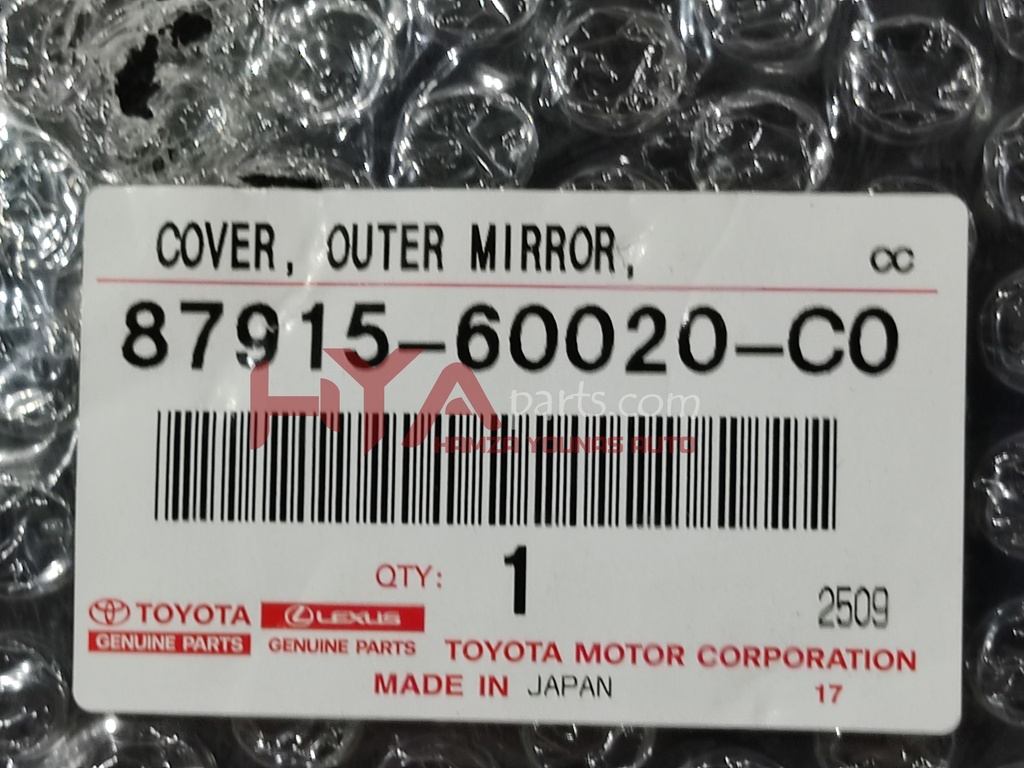 COVER, OUTER MIRROR, CC
87915-60020-C0
HYA parts.com
HAMZA YOUNAS AUTO
QTY: 1
2509
TOYOTA LEXUS
GENUINE PARTS GENUINE PARTS
TOYOTA MOTOR CORPORATION
MADE IN JAPAN 17